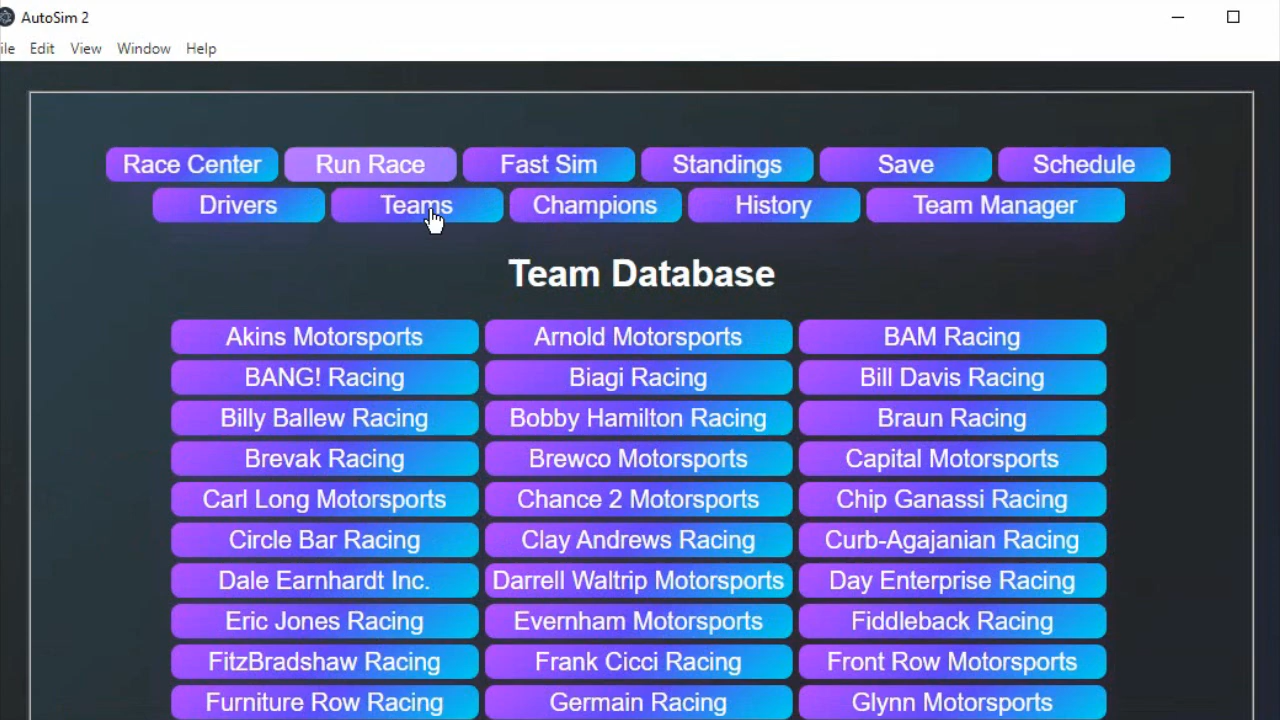 AutoSim 2
ile Edit View Window Help
Race Center Run Race Fast Sim Standings Save Schedule
Drivers Teams Champions History Team Manager
Team Database
Akins Motorsports Arnold Motorsports BAM Racing
BANG! Racing Biagi Racing Bill Davis Racing
Billy Ballew Racing Bobby Hamilton Racing Braun Racing
Brevak Racing Brewco Motorsports Capital Motorsports
Carl Long Motorsports Chance 2 Motorsports Chip Ganassi Racing
Circle Bar Racing Clay Andrews Racing Curb-Agajanian Racing
Dale Earnhardt Inc. Darrell Waltrip Motorsports Day Enterprise Racing
Eric Jones Racing Evernham Motorsports Fiddleback Racing
FitzBradshaw Racing Frank Cicci Racing Front Row Motorsports
Furniture Row Racing Germain Racing Glynn Motorsports